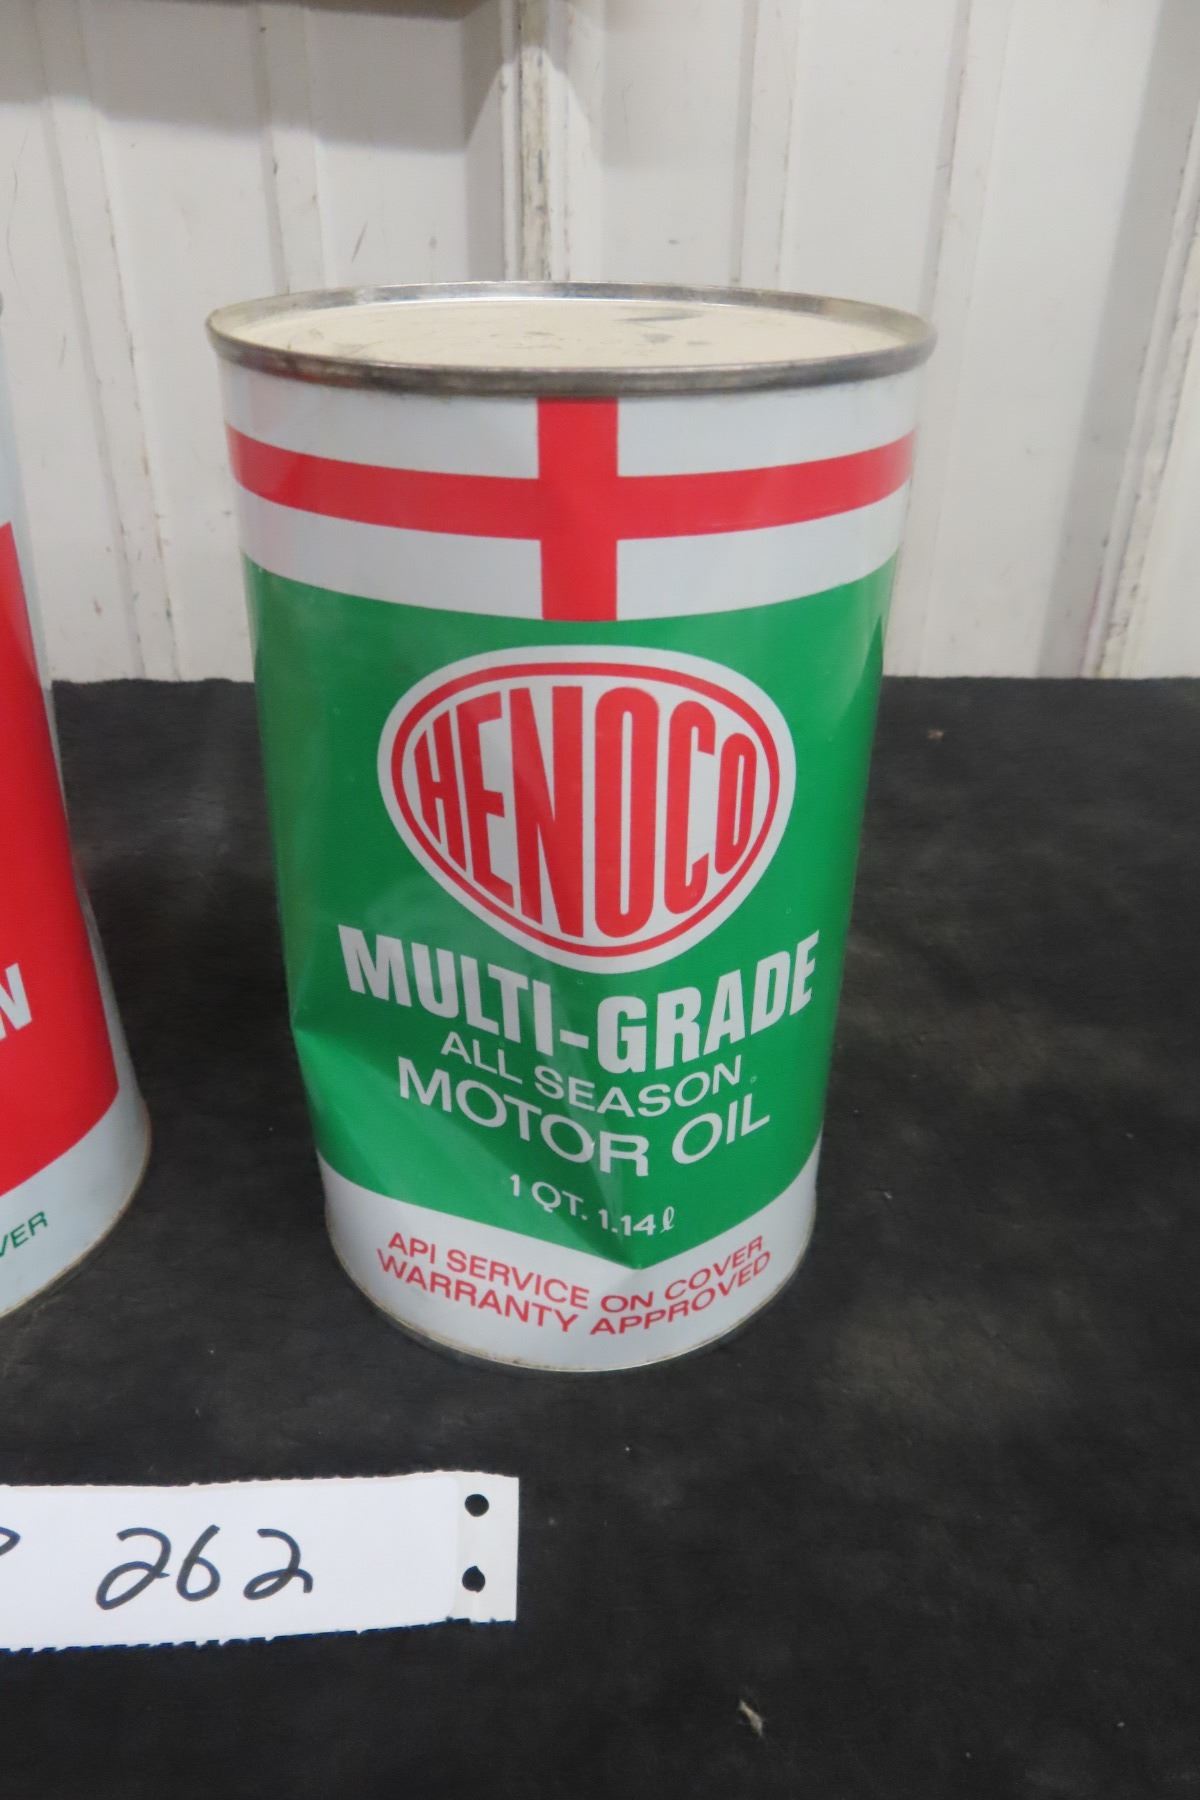 HENOCO
MULTI-GRADE
ALL SEASON
MOTOR OIL
1 QT. 1.14ℓ
API SERVICE ON COVER
WARRANTY APPROVED
262